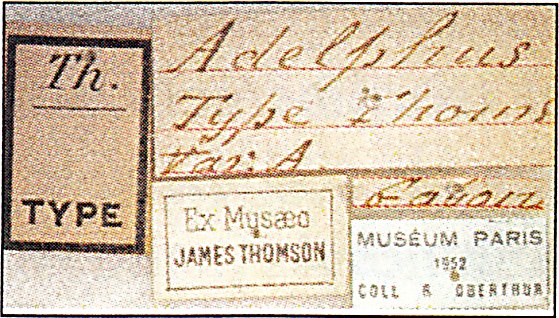 Th.
TYPE
Adelphus
Type Thoms
Var. A.
Gabon
Ex Musæo
JAMES THOMSON
MUSÉUM PARIS
1952
COLL R OBERTHUR